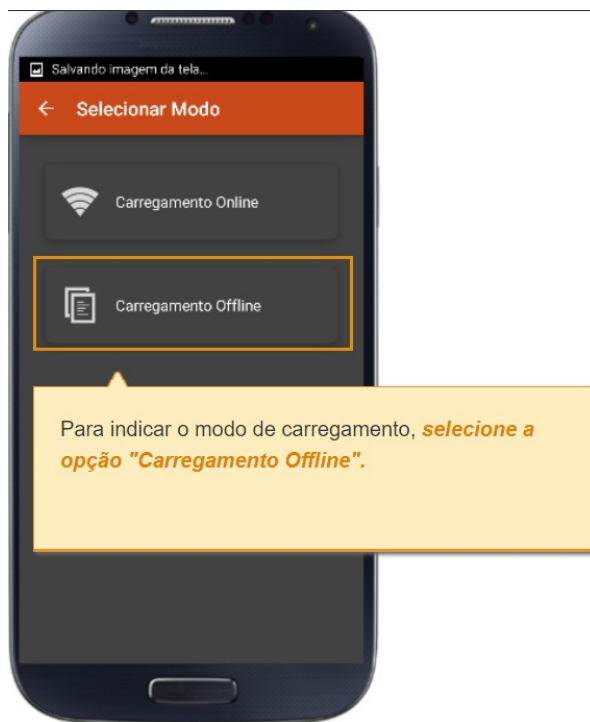 Salvando imagem da tela...
Selecionar Modo
Carregamento Online
Carregamento Offline
Para indicar o modo de carregamento, selecione a
opção "Carregamento Offline".